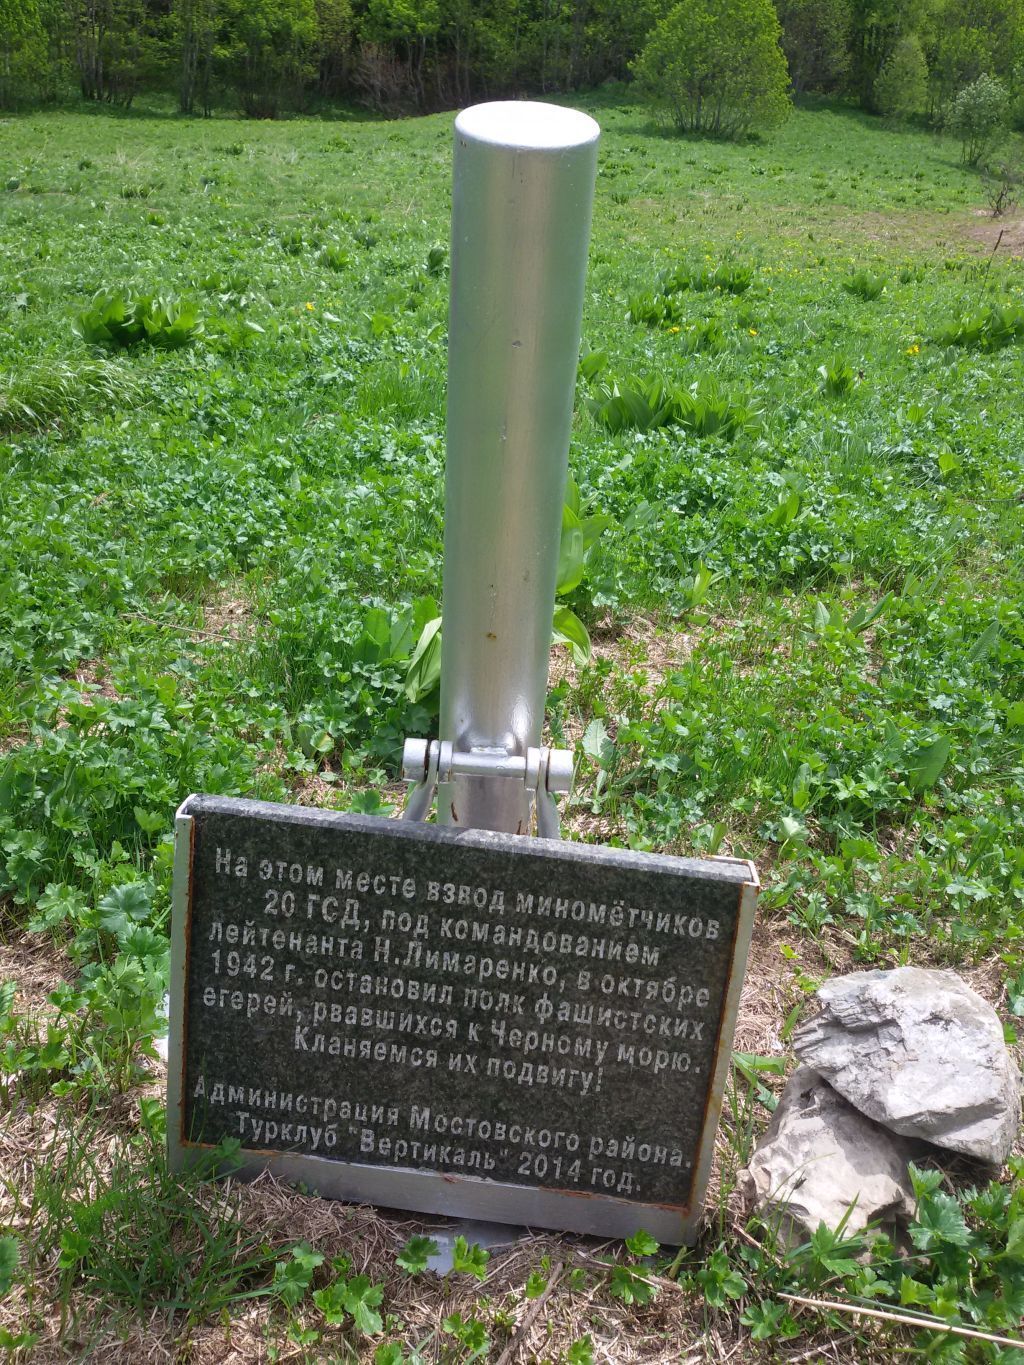 На этом месте взвод миномётчиков
20 ГСД, под командованием
лейтенанта Н.Лимаренко, в октябре
1942 г. остановил полк фашистских
егерей, рвавшихся к Черному морю.
Кланяемся их подвигу!
Администрация Мостовского района.
Турклуб "Вертикаль" 2014 год.